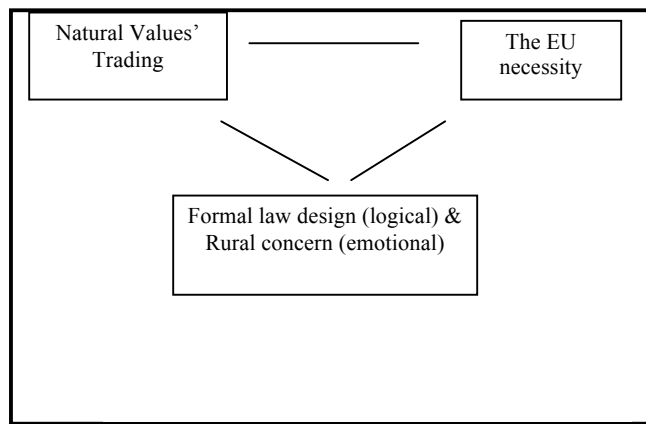 Natural Values’
Trading
The EU
necessity
Formal law design (logical) &
Rural concern (emotional)